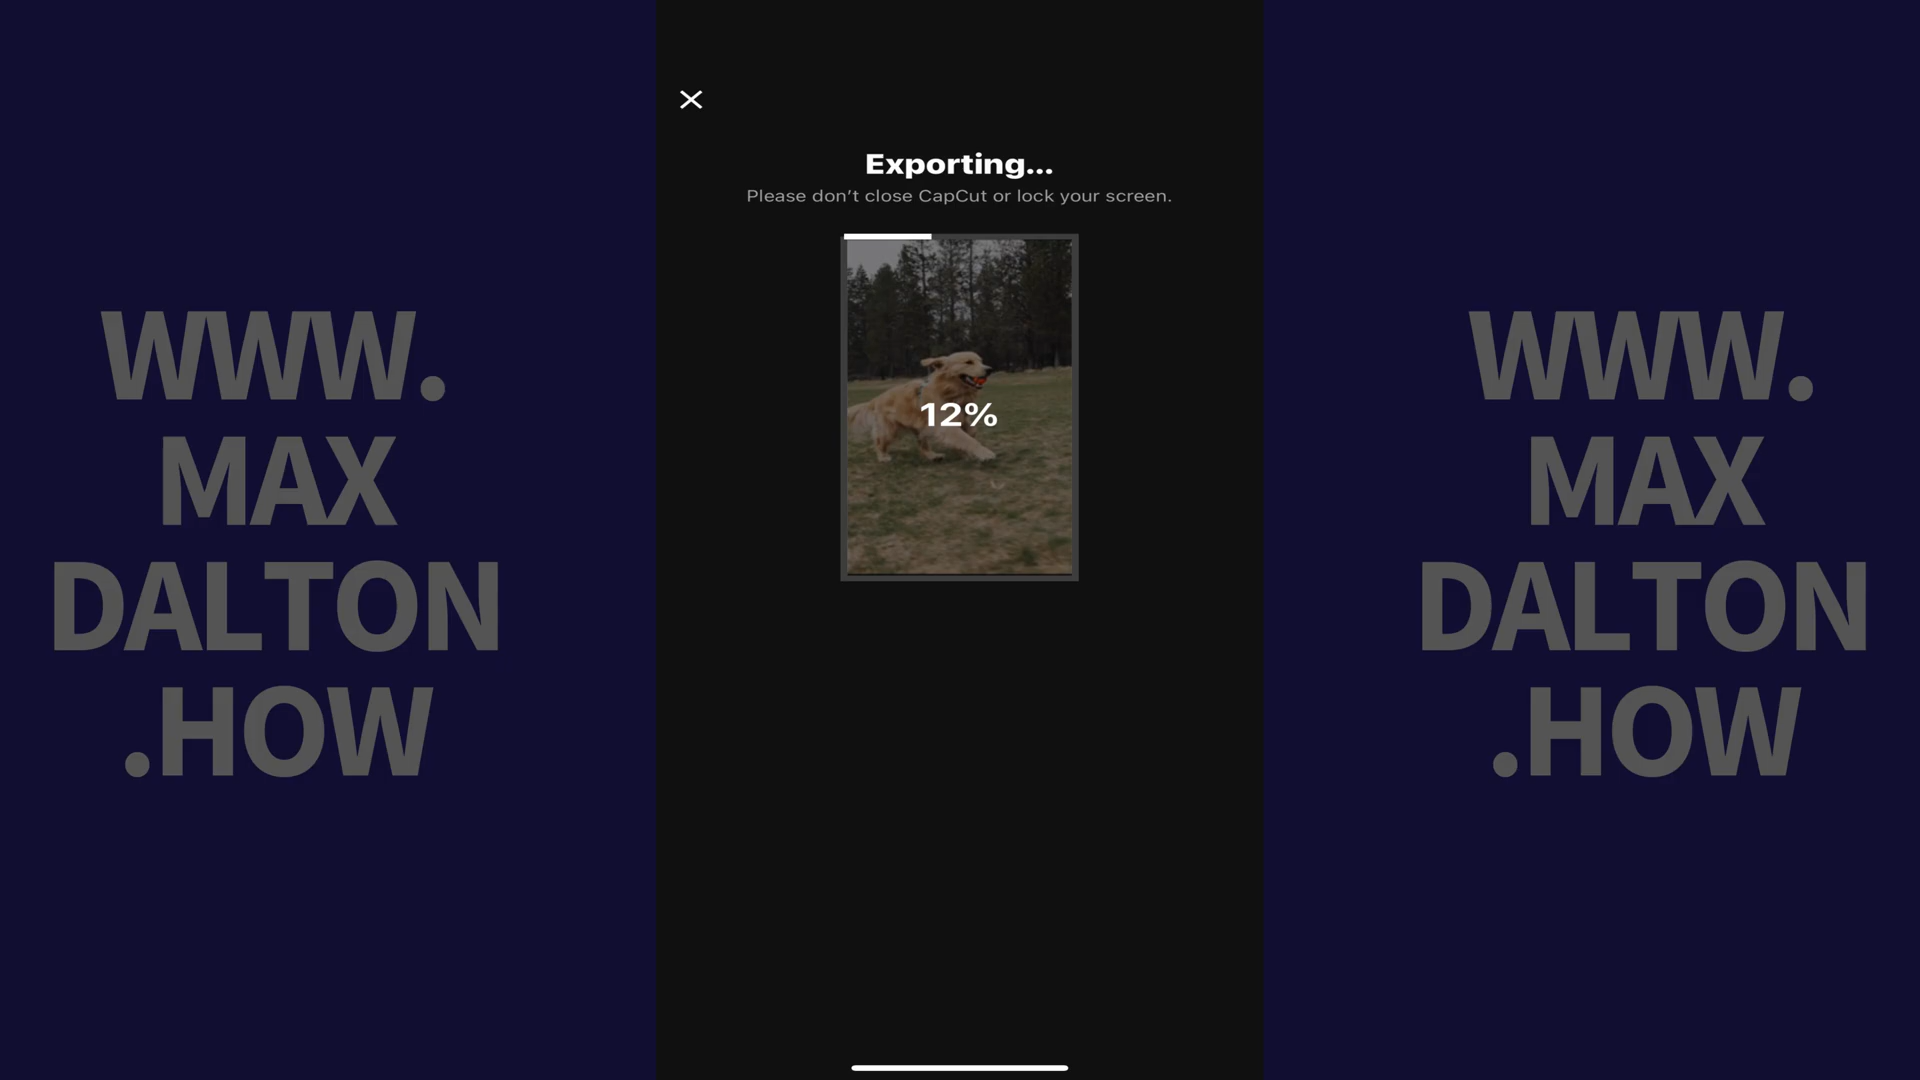 Exporting...
Please don't close CapCut or lock your screen.
12%
WWW.
MAX
DALTON
.HOW
WWW.
MAX
DALTON
.HOW